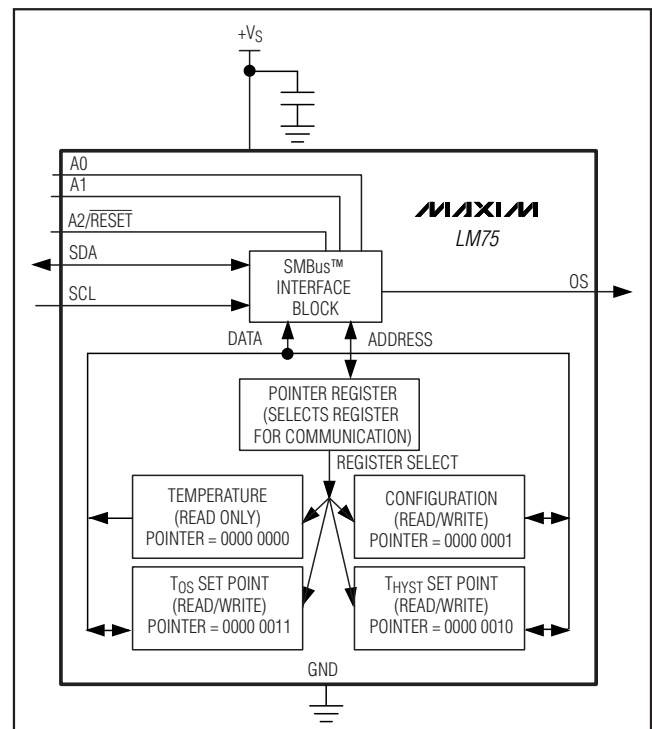 +VS
A0
A1
A2/RESET
SDA
SCL
MAXIM
LM75
SMBus™
INTERFACE
BLOCK
OS
DATA
ADDRESS
POINTER REGISTER
(SELECTS REGISTER
FOR COMMUNICATION)
REGISTER SELECT
TEMPERATURE
(READ ONLY)
POINTER = 0000 0000
CONFIGURATION
(READ/WRITE)
POINTER = 0000 0001
TOS SET POINT
(READ/WRITE)
POINTER = 0000 0011
THYST SET POINT
(READ/WRITE)
POINTER = 0000 0010
GND